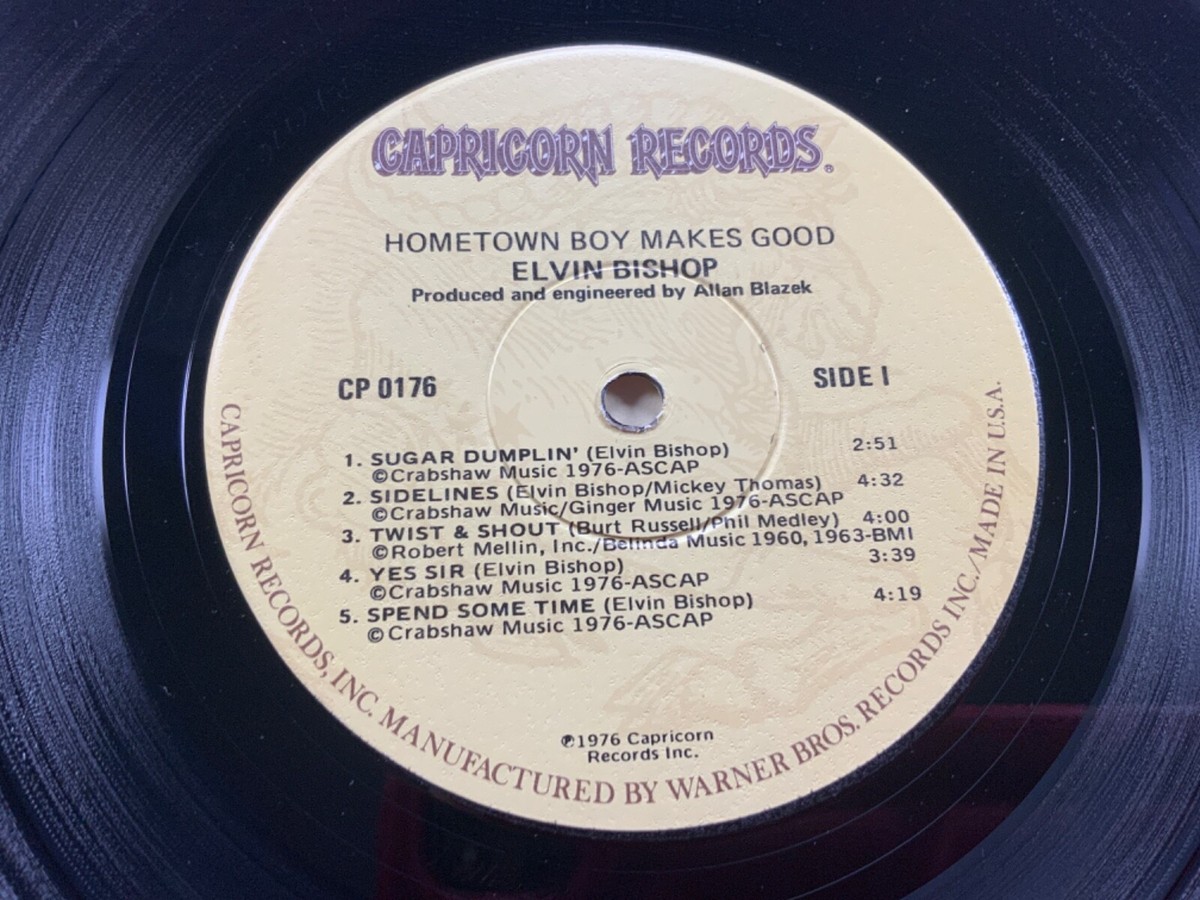 CAPRICORN RECORDS®
HOMETOWN BOY MAKES GOOD
ELVIN BISHOP
Produced and engineered by Allan Blazek
CP 0176
SIDE I
1. SUGAR DUMPLIN' (Elvin Bishop) 2:51
©Crabshaw Music 1976-ASCAP
2. SIDELINES (Elvin Bishop/Mickey Thomas) 4:32
©Crabshaw Music/Ginger Music 1976-ASCAP
3. TWIST & SHOUT (Burt Russell/Phil Medley) 4:00
©Robert Mellin, Inc./Belinda Music 1960, 1963-BMI
4. YES SIR (Elvin Bishop) 3:39
©Crabshaw Music 1976-ASCAP
5. SPEND SOME TIME (Elvin Bishop) 4:19
©Crabshaw Music 1976-ASCAP
℗1976 Capricorn
Records Inc.
CAPRICORN RECORDS, INC. MANUFACTURED BY WARNER BROS. RECORDS INC./MADE IN U.S.A.